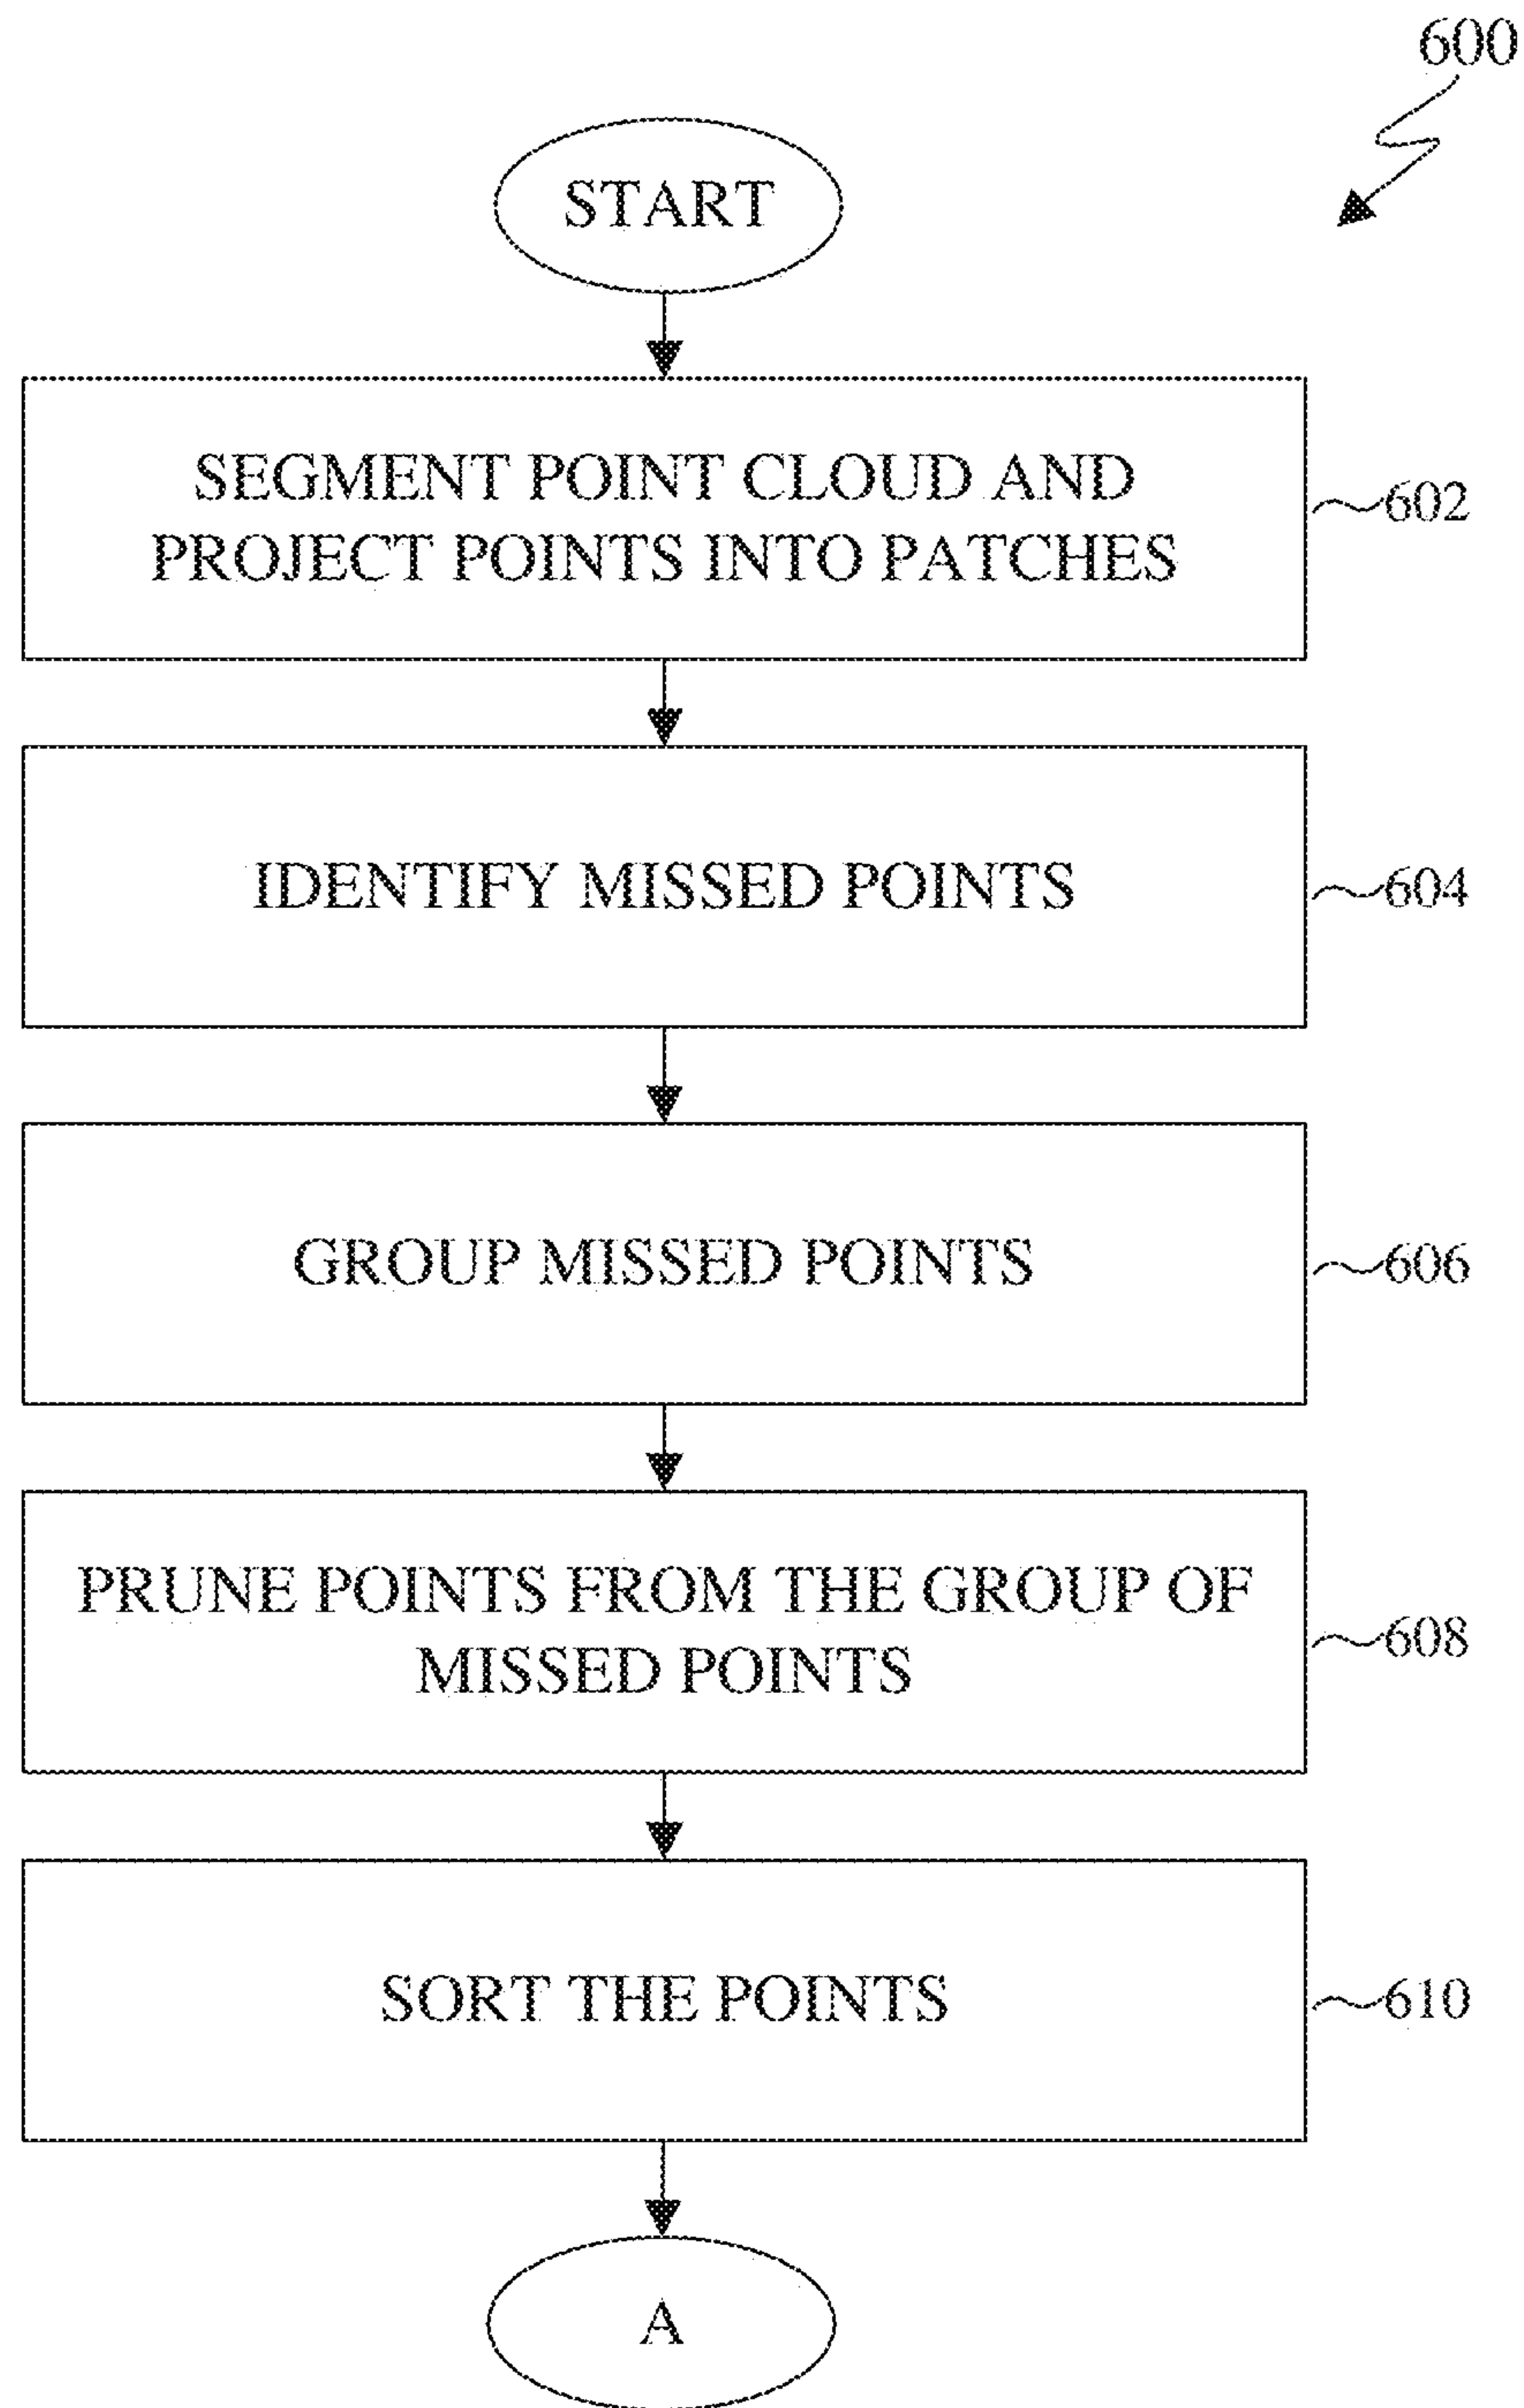 600
START
SEGMENT POINT CLOUD AND
PROJECT POINTS INTO PATCHES
602
IDENTIFY MISSED POINTS
604
GROUP MISSED POINTS
606
PRUNE POINTS FROM THE GROUP OF
MISSED POINTS
608
SORT THE POINTS
610
A